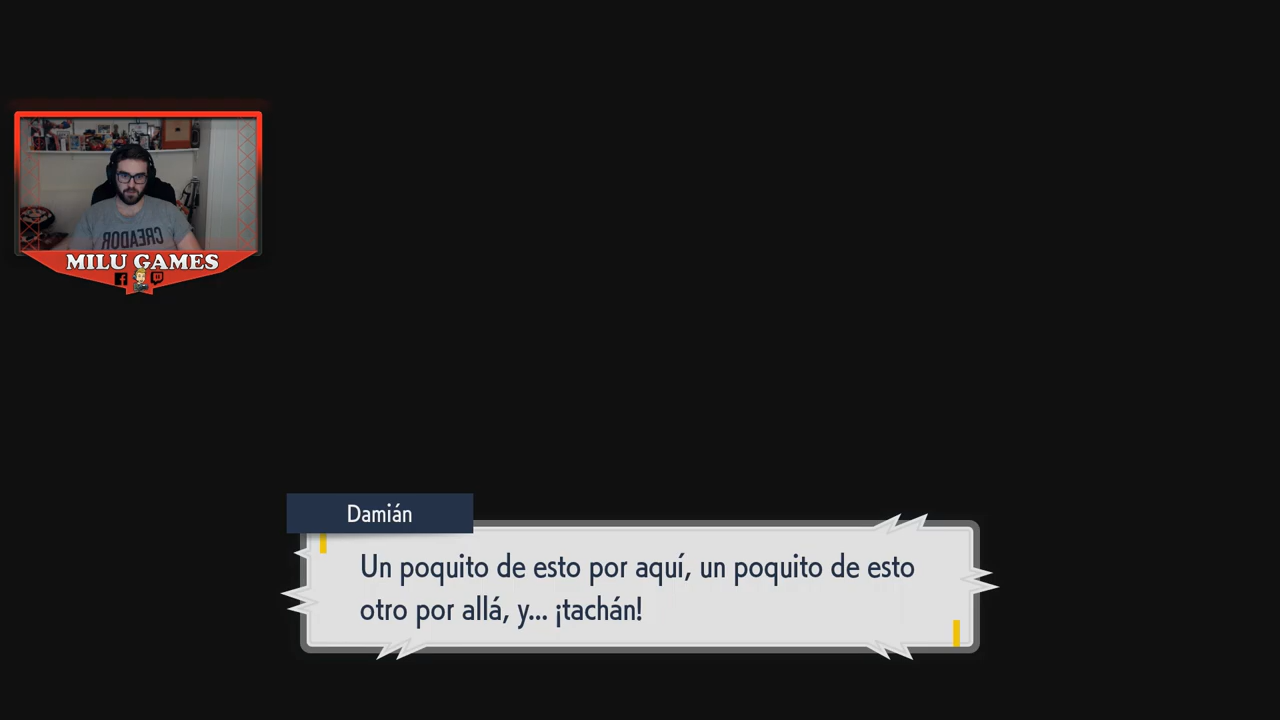 CREADOR
MILU GAMES
Damián
Un poquito de esto por aquí, un poquito de esto
otro por allá, y... ¡tachán!